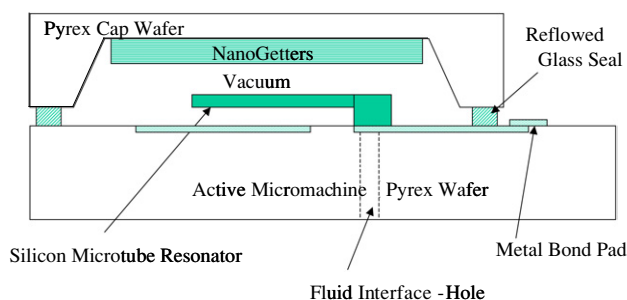 Pyrex Cap Wafer
Reflowed
Glass Seal
NanoGetters
Vacuum
Active Micromachine Pyrex Wafer
Silicon Microtube Resonator
Metal Bond Pad
Fluid Interface -Hole